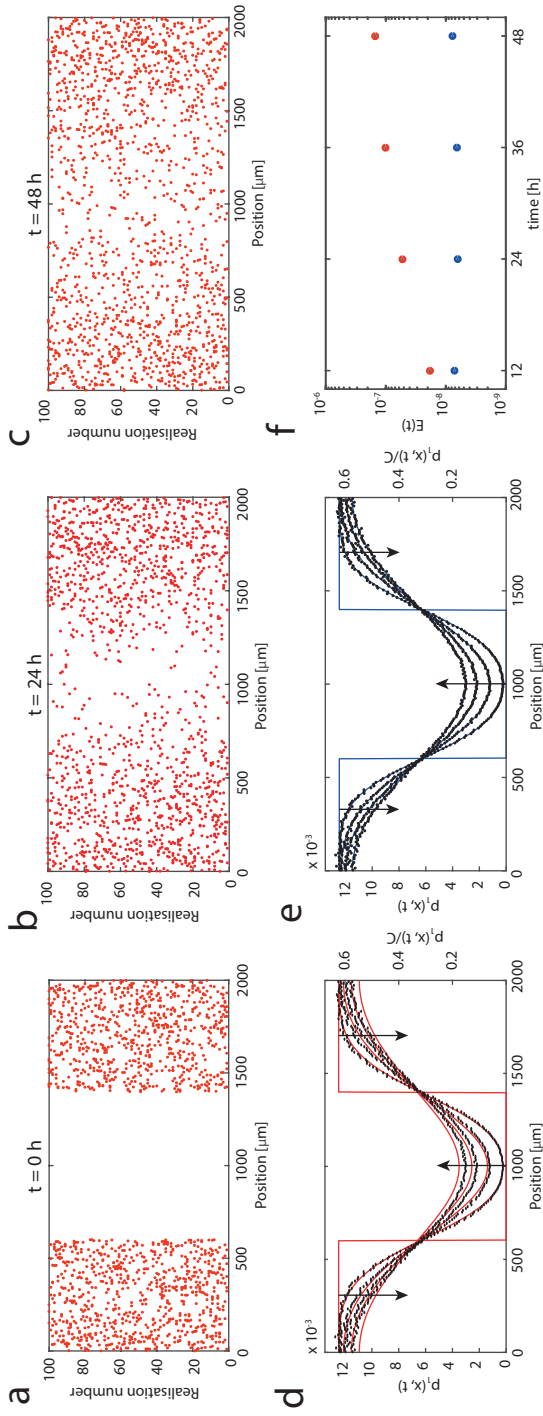 a
t = 0 h
Realisation number
100
80
60
40
20
0
0
500
1000
1500
2000
Position [μm]
b
t = 24 h
Realisation number
100
80
60
40
20
0
0
500
1000
1500
2000
Position [μm]
c
t = 48 h
Realisation number
100
80
60
40
20
0
0
500
1000
1500
2000
Position [μm]
d
x 10⁻³
p₁(x, t)
12
10
8
6
4
2
0
0.6
0.4
0.2
p₁(x, t)/C
0
500
1000
1500
2000
Position [μm]
e
x 10⁻³
p₁(x, t)
12
10
8
6
4
2
0
0.6
0.4
0.2
p₁(x, t)/C
0
500
1000
1500
2000
Position [μm]
f
E(t)
10⁻⁶
10⁻⁷
10⁻⁸
10⁻⁹
12
24
36
48
time [h]